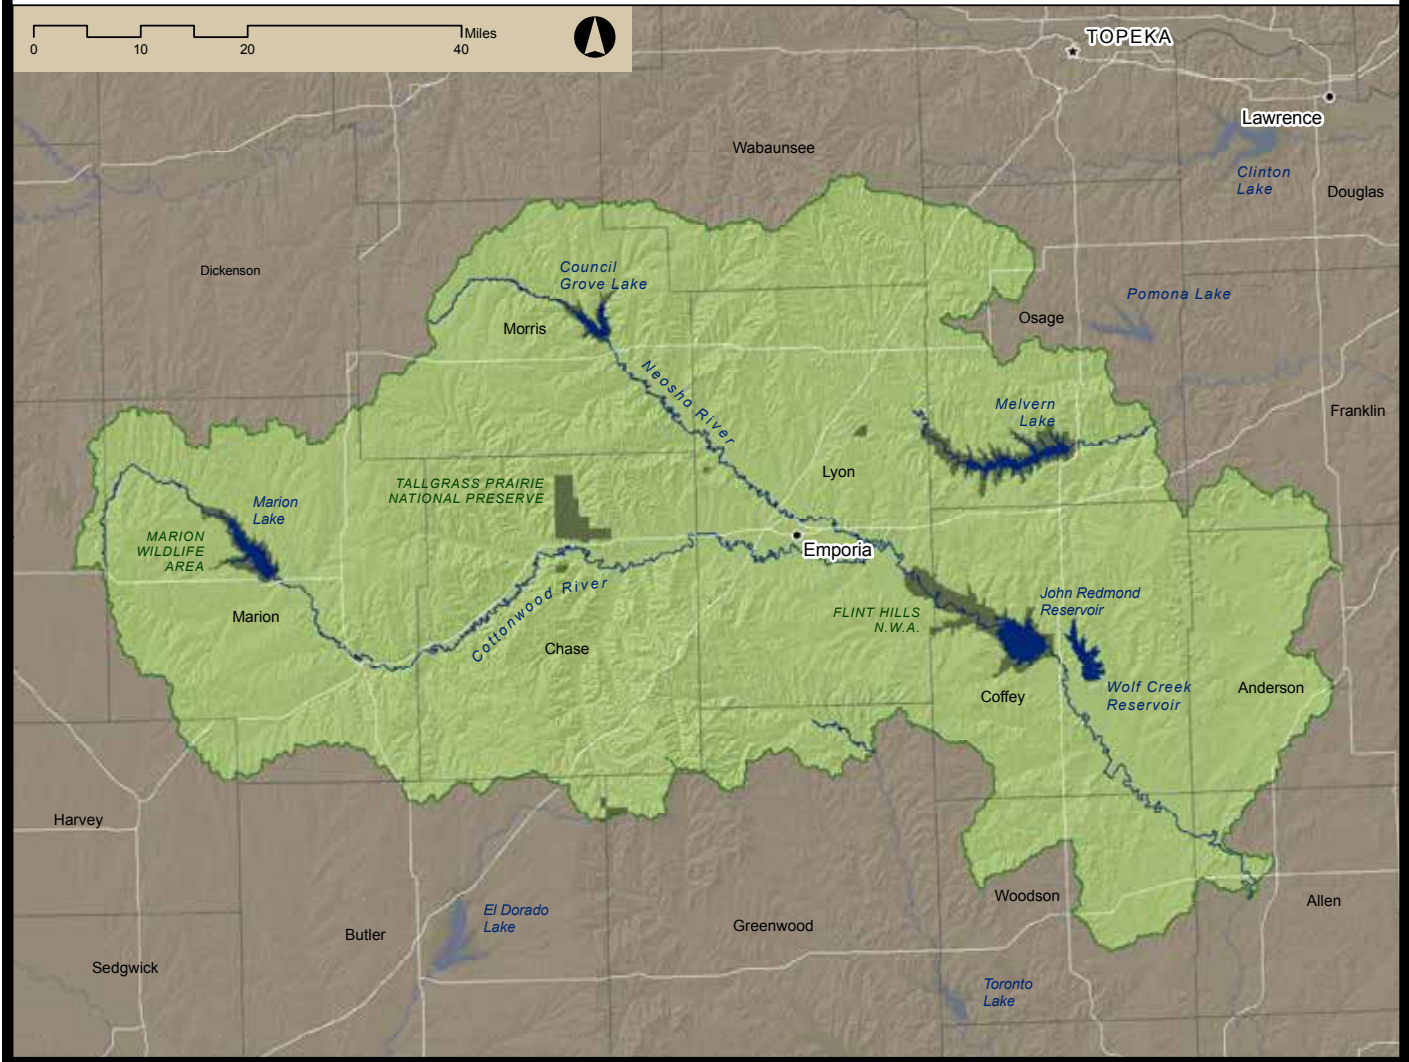 Miles
0 10 20 40
TOPEKA
Lawrence
Wabaunsee
Clinton
Lake
Douglas
Dickenson
Council
Grove Lake
Pomona Lake
Morris
Osage
Neosho River
Melvern
Lake
Franklin
Lyon
TALLGRASS PRAIRIE
NATIONAL PRESERVE
Marion
Lake
MARION
WILDLIFE
AREA
Emporia
Cottonwood River
John Redmond
Reservoir
FLINT HILLS
N.W.A.
Marion
Chase
Coffey
Wolf Creek
Reservoir
Anderson
Harvey
Woodson
Allen
El Dorado
Lake
Butler
Greenwood
Sedgwick
Toronto
Lake